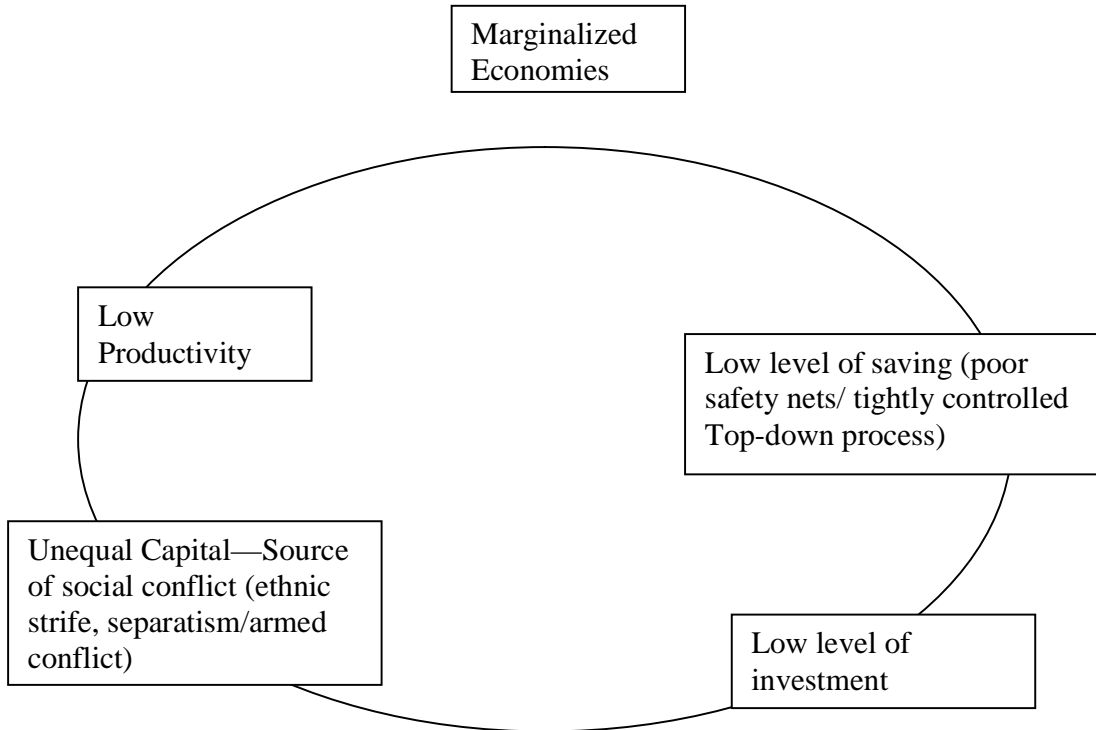 Marginalized
Economies
Low
Productivity
Low level of saving (poor
safety nets/ tightly controlled
Top-down process)
Unequal Capital—Source
of social conflict (ethnic
strife, separatism/armed
conflict)
Low level of
investment